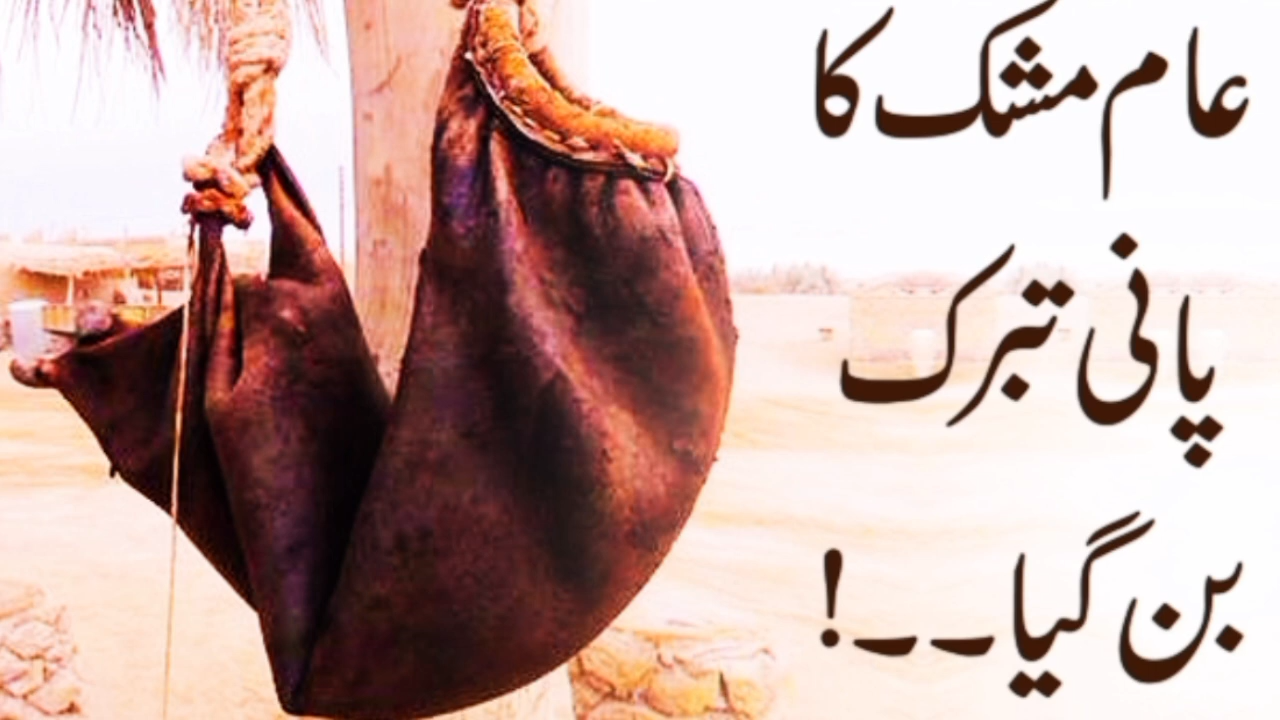 عام مشک کا
پانی تبرک
بن گیا۔۔!